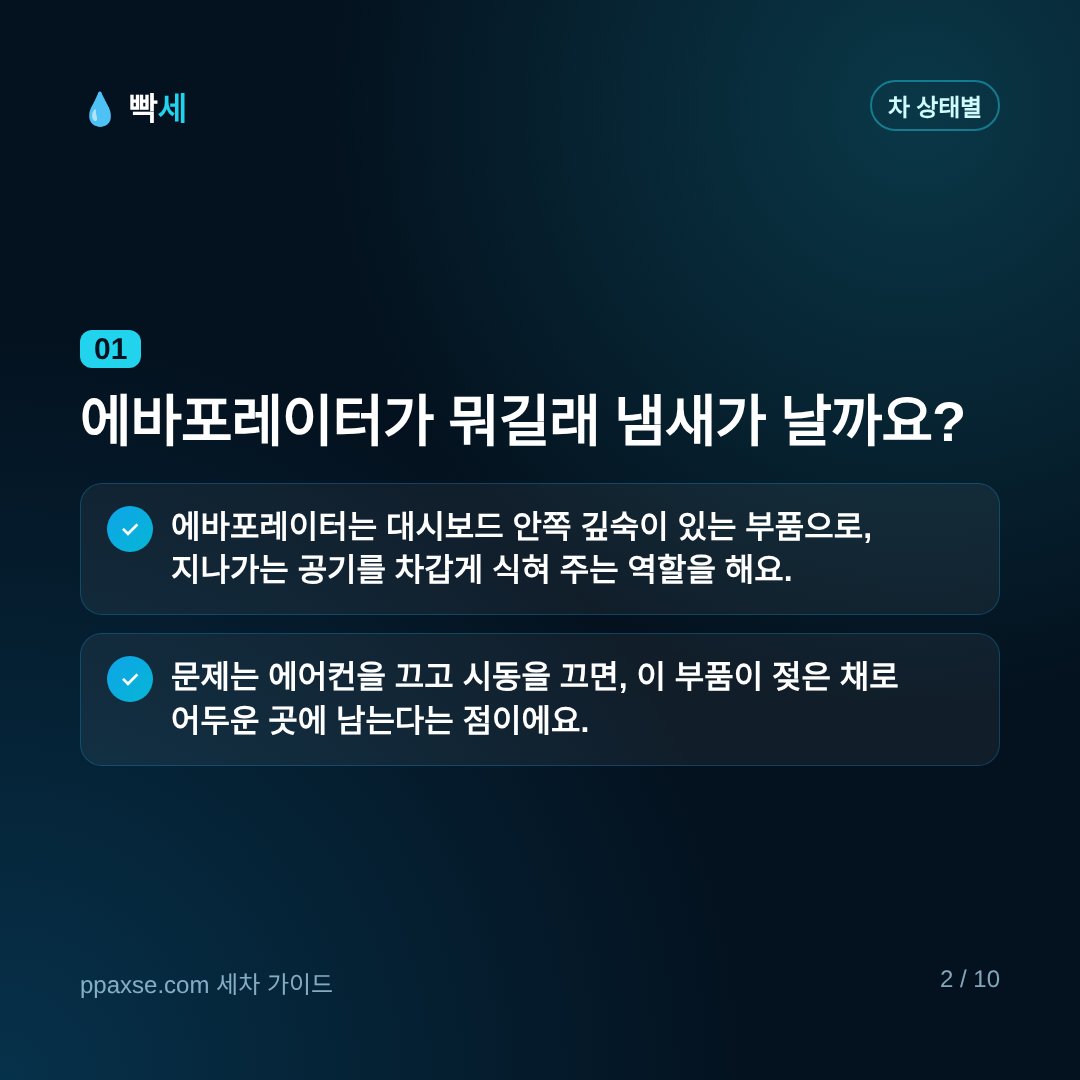 빡세
차 상태별
01
에바포레이터가 뭐길래 냄새가 날까요?
에바포레이터는 대시보드 안쪽 깊숙이 있는 부품으로,
지나가는 공기를 차갑게 식혀 주는 역할을 해요.
문제는 에어컨을 끄고 시동을 끄면, 이 부품이 젖은 채로
어두운 곳에 남는다는 점이에요.
ppaxse.com 세차 가이드
2 / 10